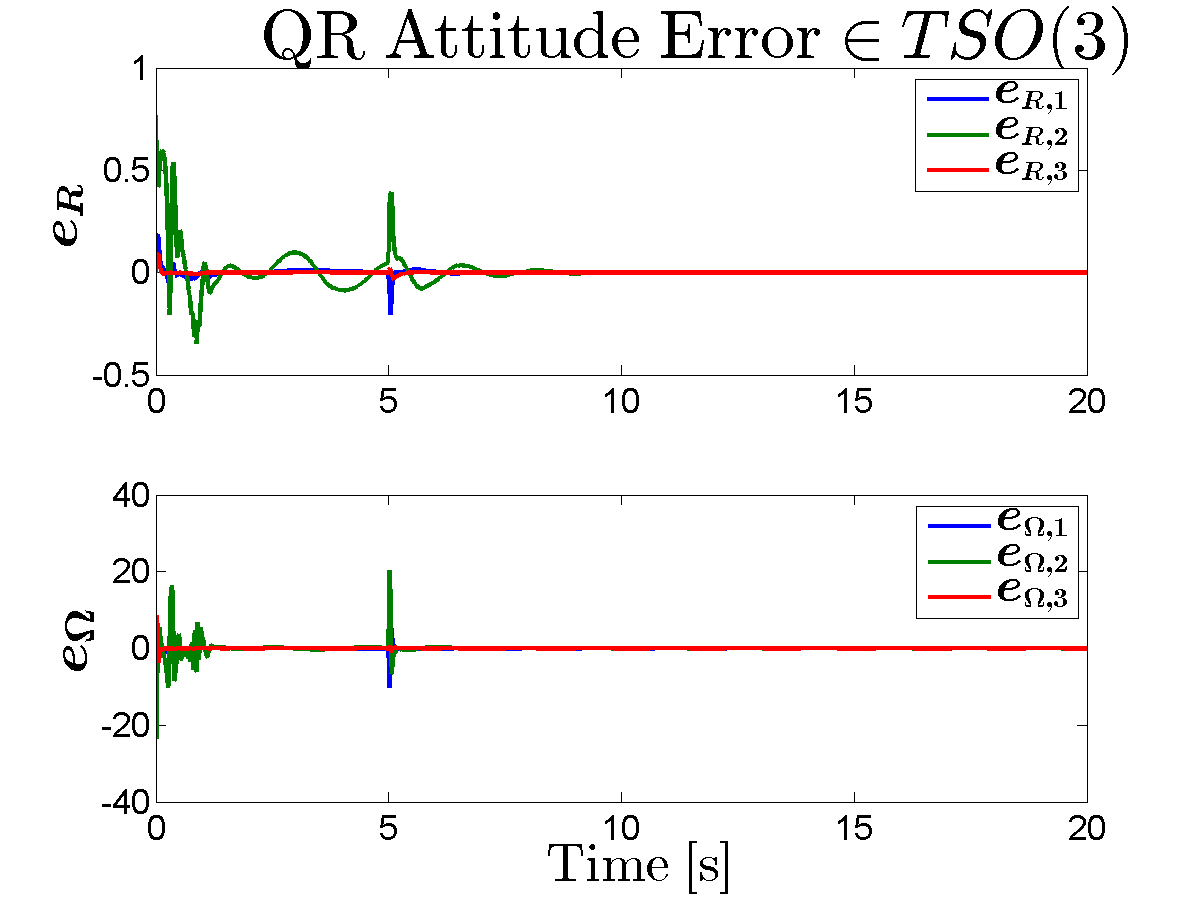 QR Attitude Error ∈ TSO(3)
1
0.5
0
-0.5
e_R
e_{R,1}
e_{R,2}
e_{R,3}
0 5 10 15 20
40
20
0
-20
-40
e_Ω
e_{Ω,1}
e_{Ω,2}
e_{Ω,3}
0 5 10 15 20
Time [s]